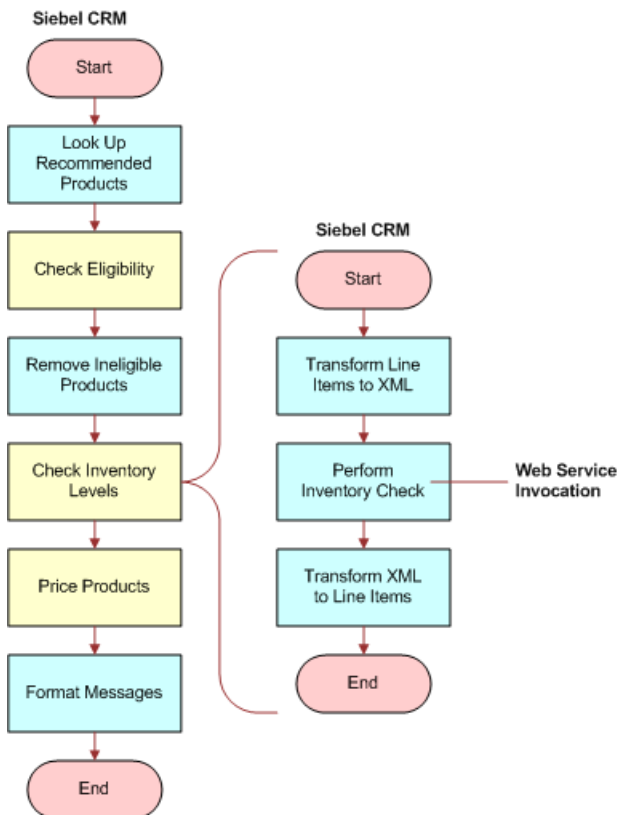 Siebel CRM
Start
Look Up
Recommended
Products
Check Eligibility
Remove Ineligible
Products
Check Inventory
Levels
Price Products
Format Messages
End
Siebel CRM
Start
Transform Line
Items to XML
Perform
Inventory Check
Web Service
Invocation
Transform XML
to Line Items
End